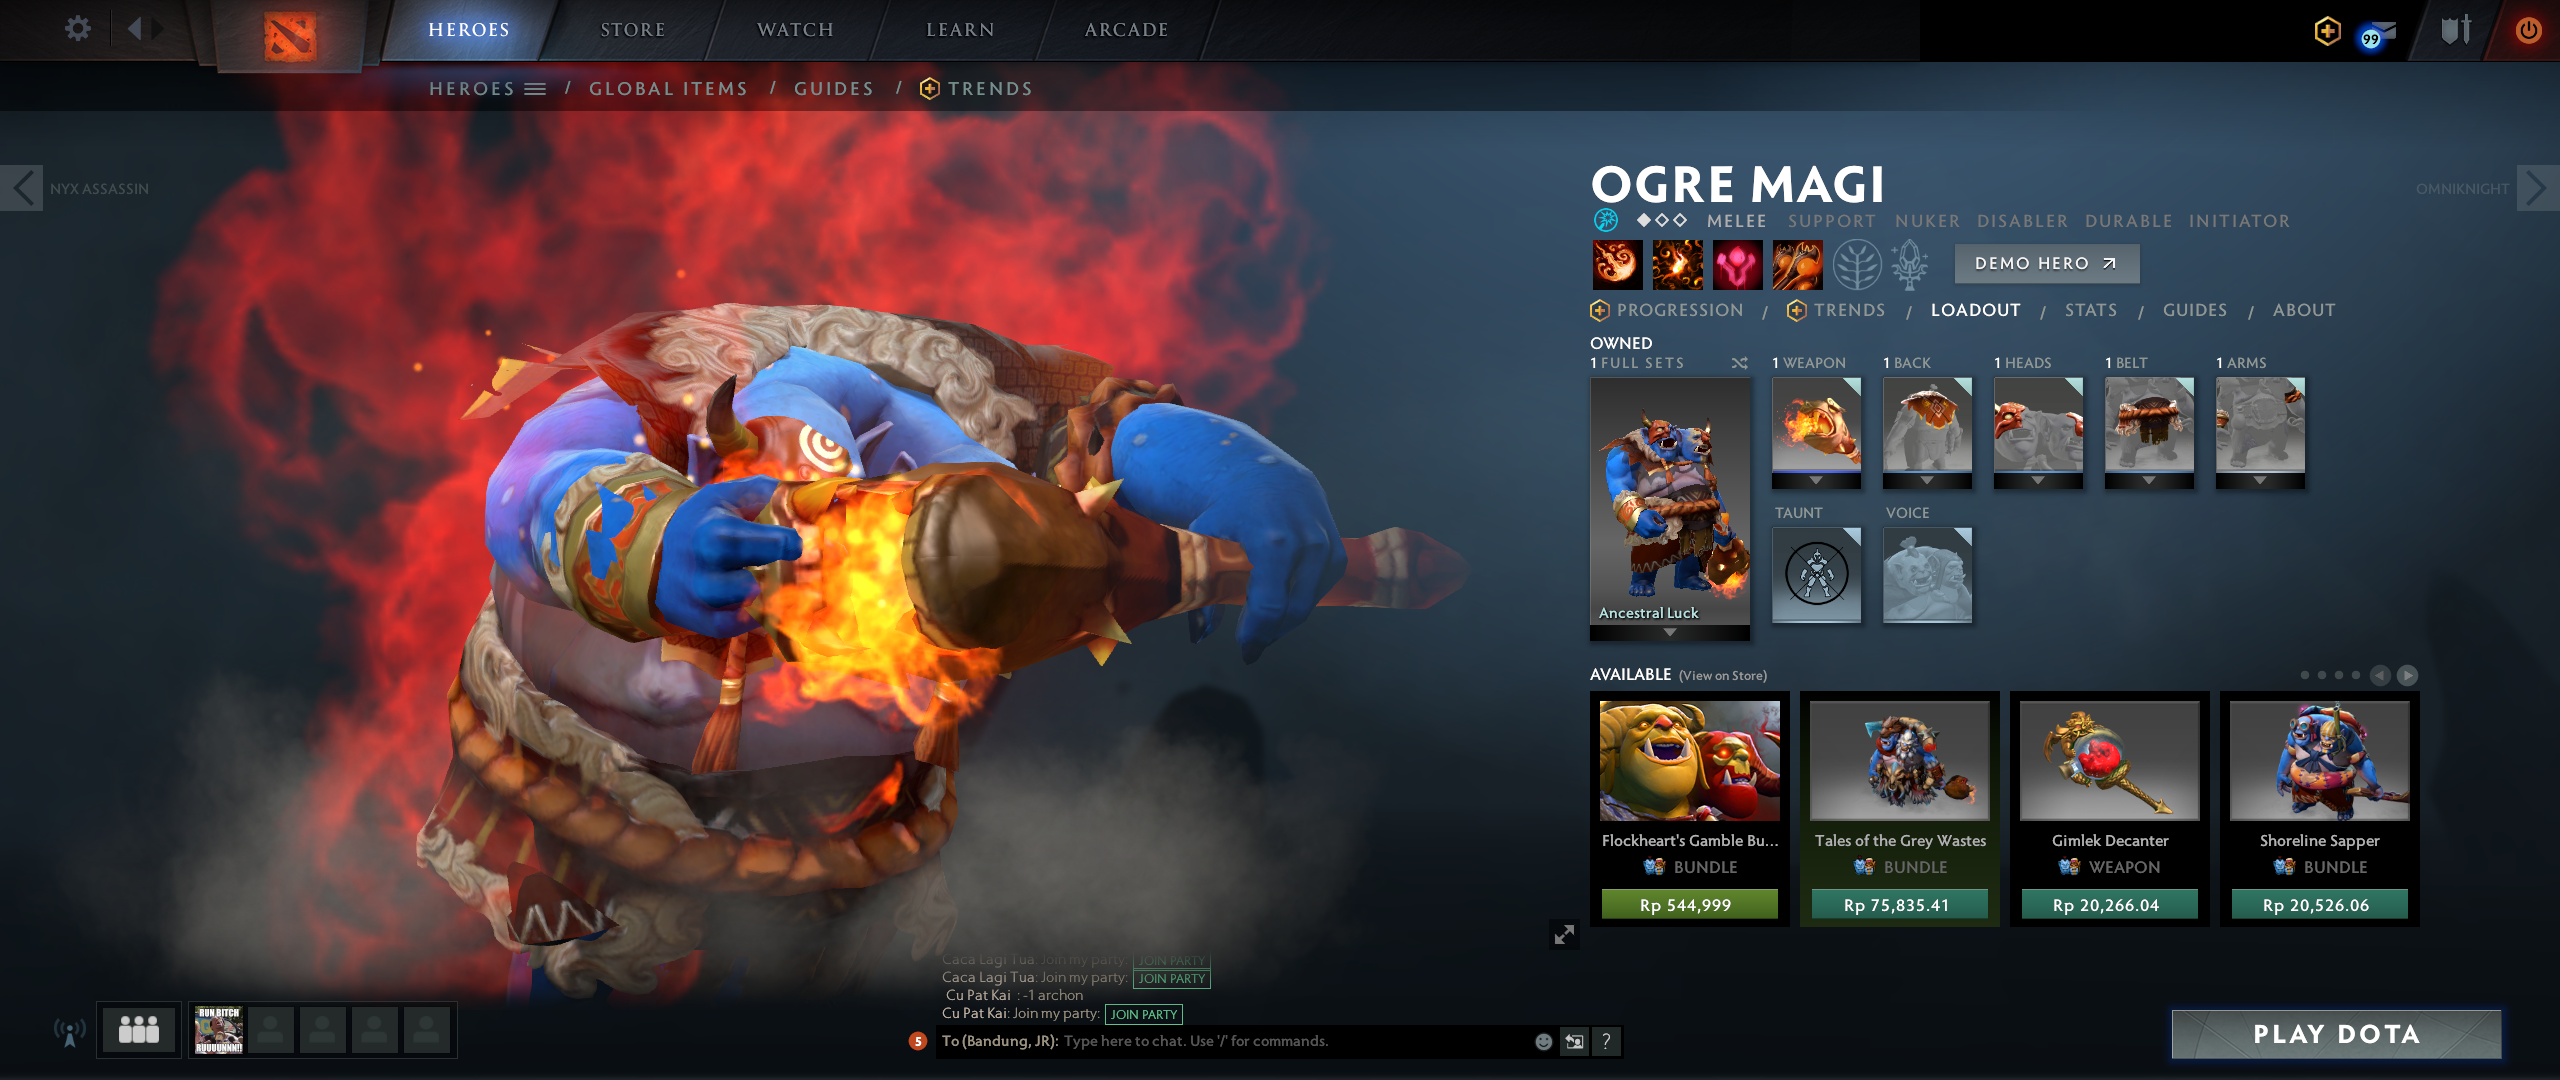 HEROES
STORE
WATCH
LEARN
ARCADE
99
HEROES / GLOBAL ITEMS / GUIDES / TRENDS
NYX ASSASSIN
OMNIKNIGHT
OGRE MAGI
MELEE SUPPORT NUKER DISABLER DURABLE INITIATOR
DEMO HERO
PROGRESSION / TRENDS / LOADOUT / STATS / GUIDES / ABOUT
OWNED
1 FULL SETS
1 WEAPON
1 BACK
1 HEADS
1 BELT
1 ARMS
TAUNT
VOICE
Ancestral Luck
AVAILABLE (View on Store)
Flockheart's Gamble Bu...
BUNDLE
Rp 544,999
Tales of the Grey Wastes
BUNDLE
Rp 75,835.41
Gimlek Decanter
WEAPON
Rp 20,266.04
Shoreline Sapper
BUNDLE
Rp 20,526.06
Caca Lagi Tua: Join my party: JOIN PARTY
Caca Lagi Tua: Join my party: JOIN PARTY
Cu Pat Kai : -1 archon
Cu Pat Kai: Join my party: JOIN PARTY
5
To (Bandung, JR): Type here to chat. Use '/' for commands.
?
RUN BITCH
RUUUUNNN!!
PLAY DOTA